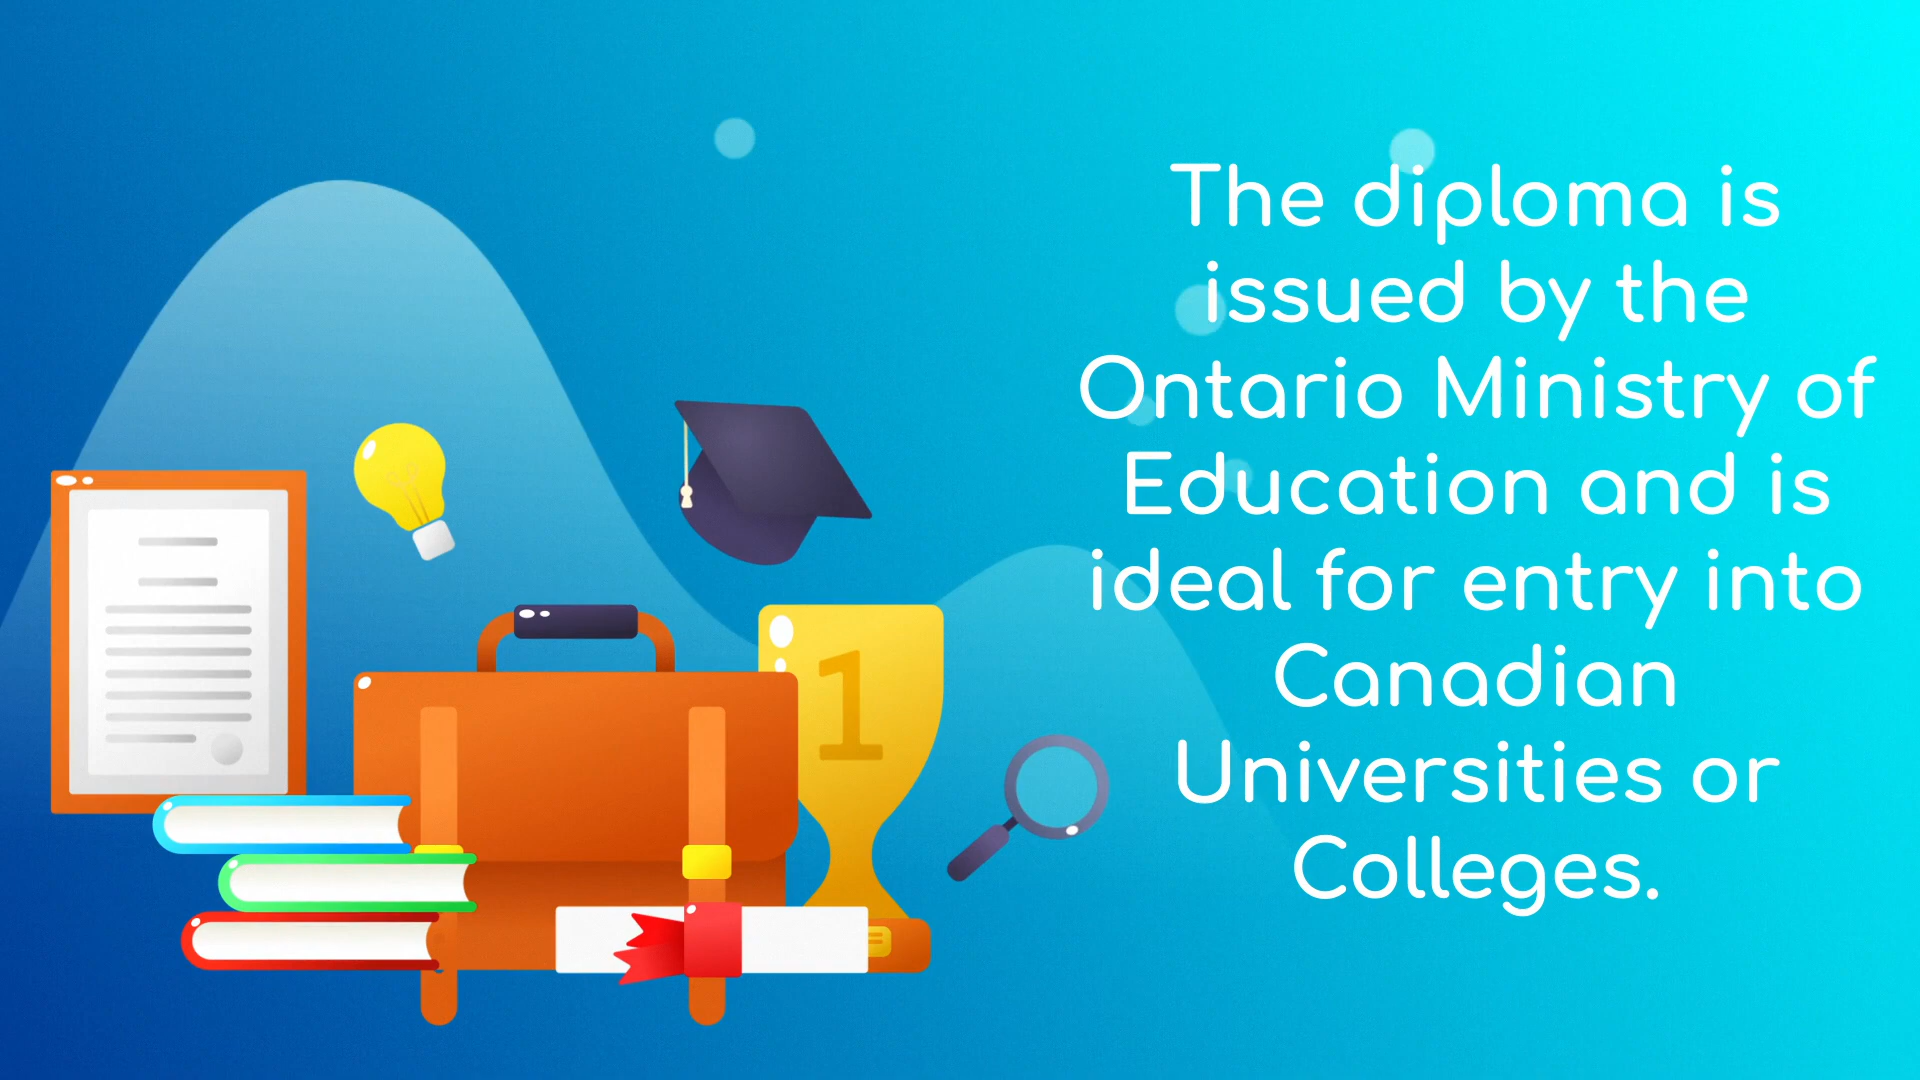 The diploma is
issued by the
Ontario Ministry of
Education and is
ideal for entry into
Canadian
Universities or
Colleges.
1